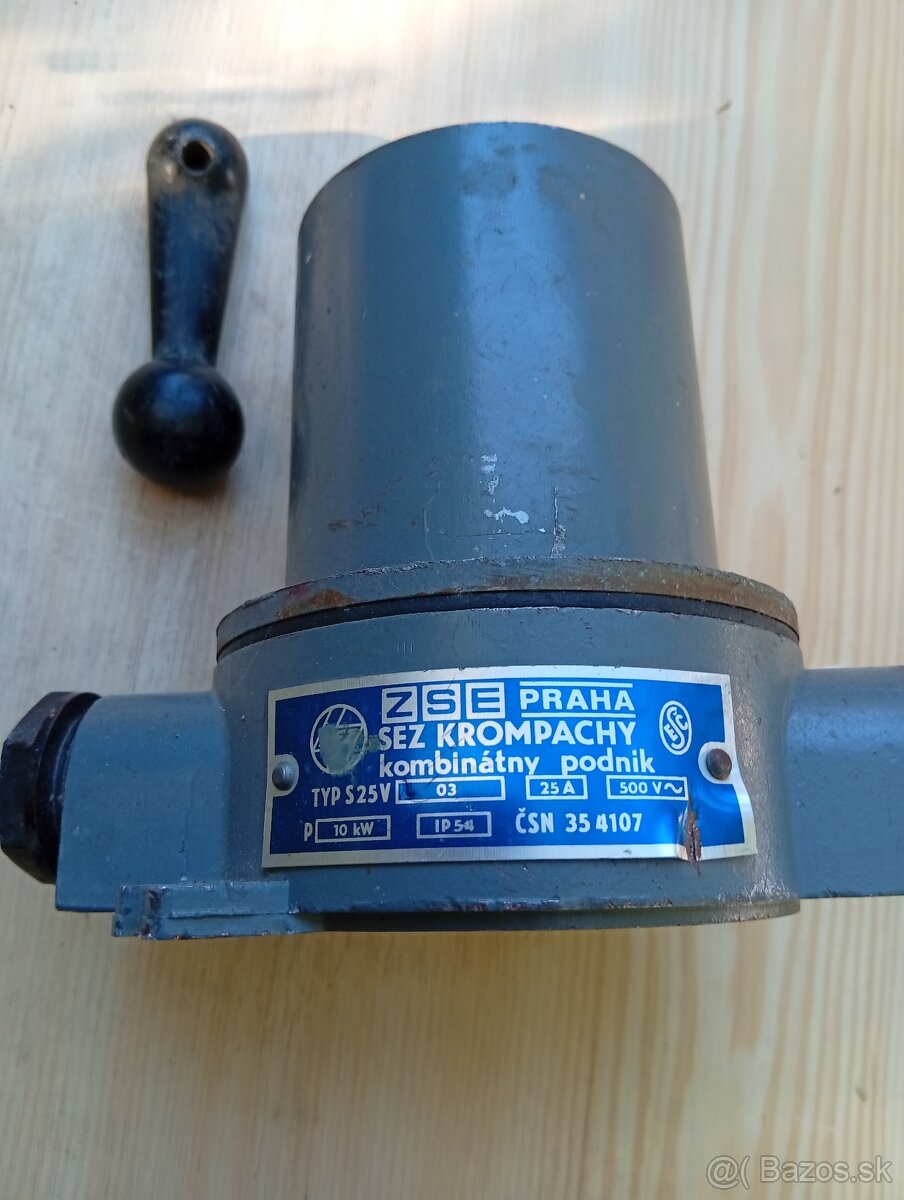 ZSE PRAHA
SEZ KROMPACHY
kombinátny podnik
ESČ
TYP S25V 03 25 A 500 V~
P 10 kW IP 54 ČSN 35 4107
@( Bazos.sk